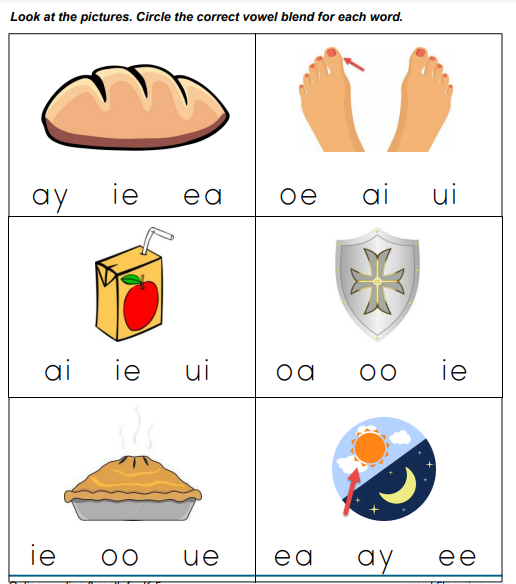 Look at the pictures. Circle the correct vowel blend for each word.
ay ie ea
oe ai ui
ai ie ui
oa oo ie
ie oo ue
ea ay ee